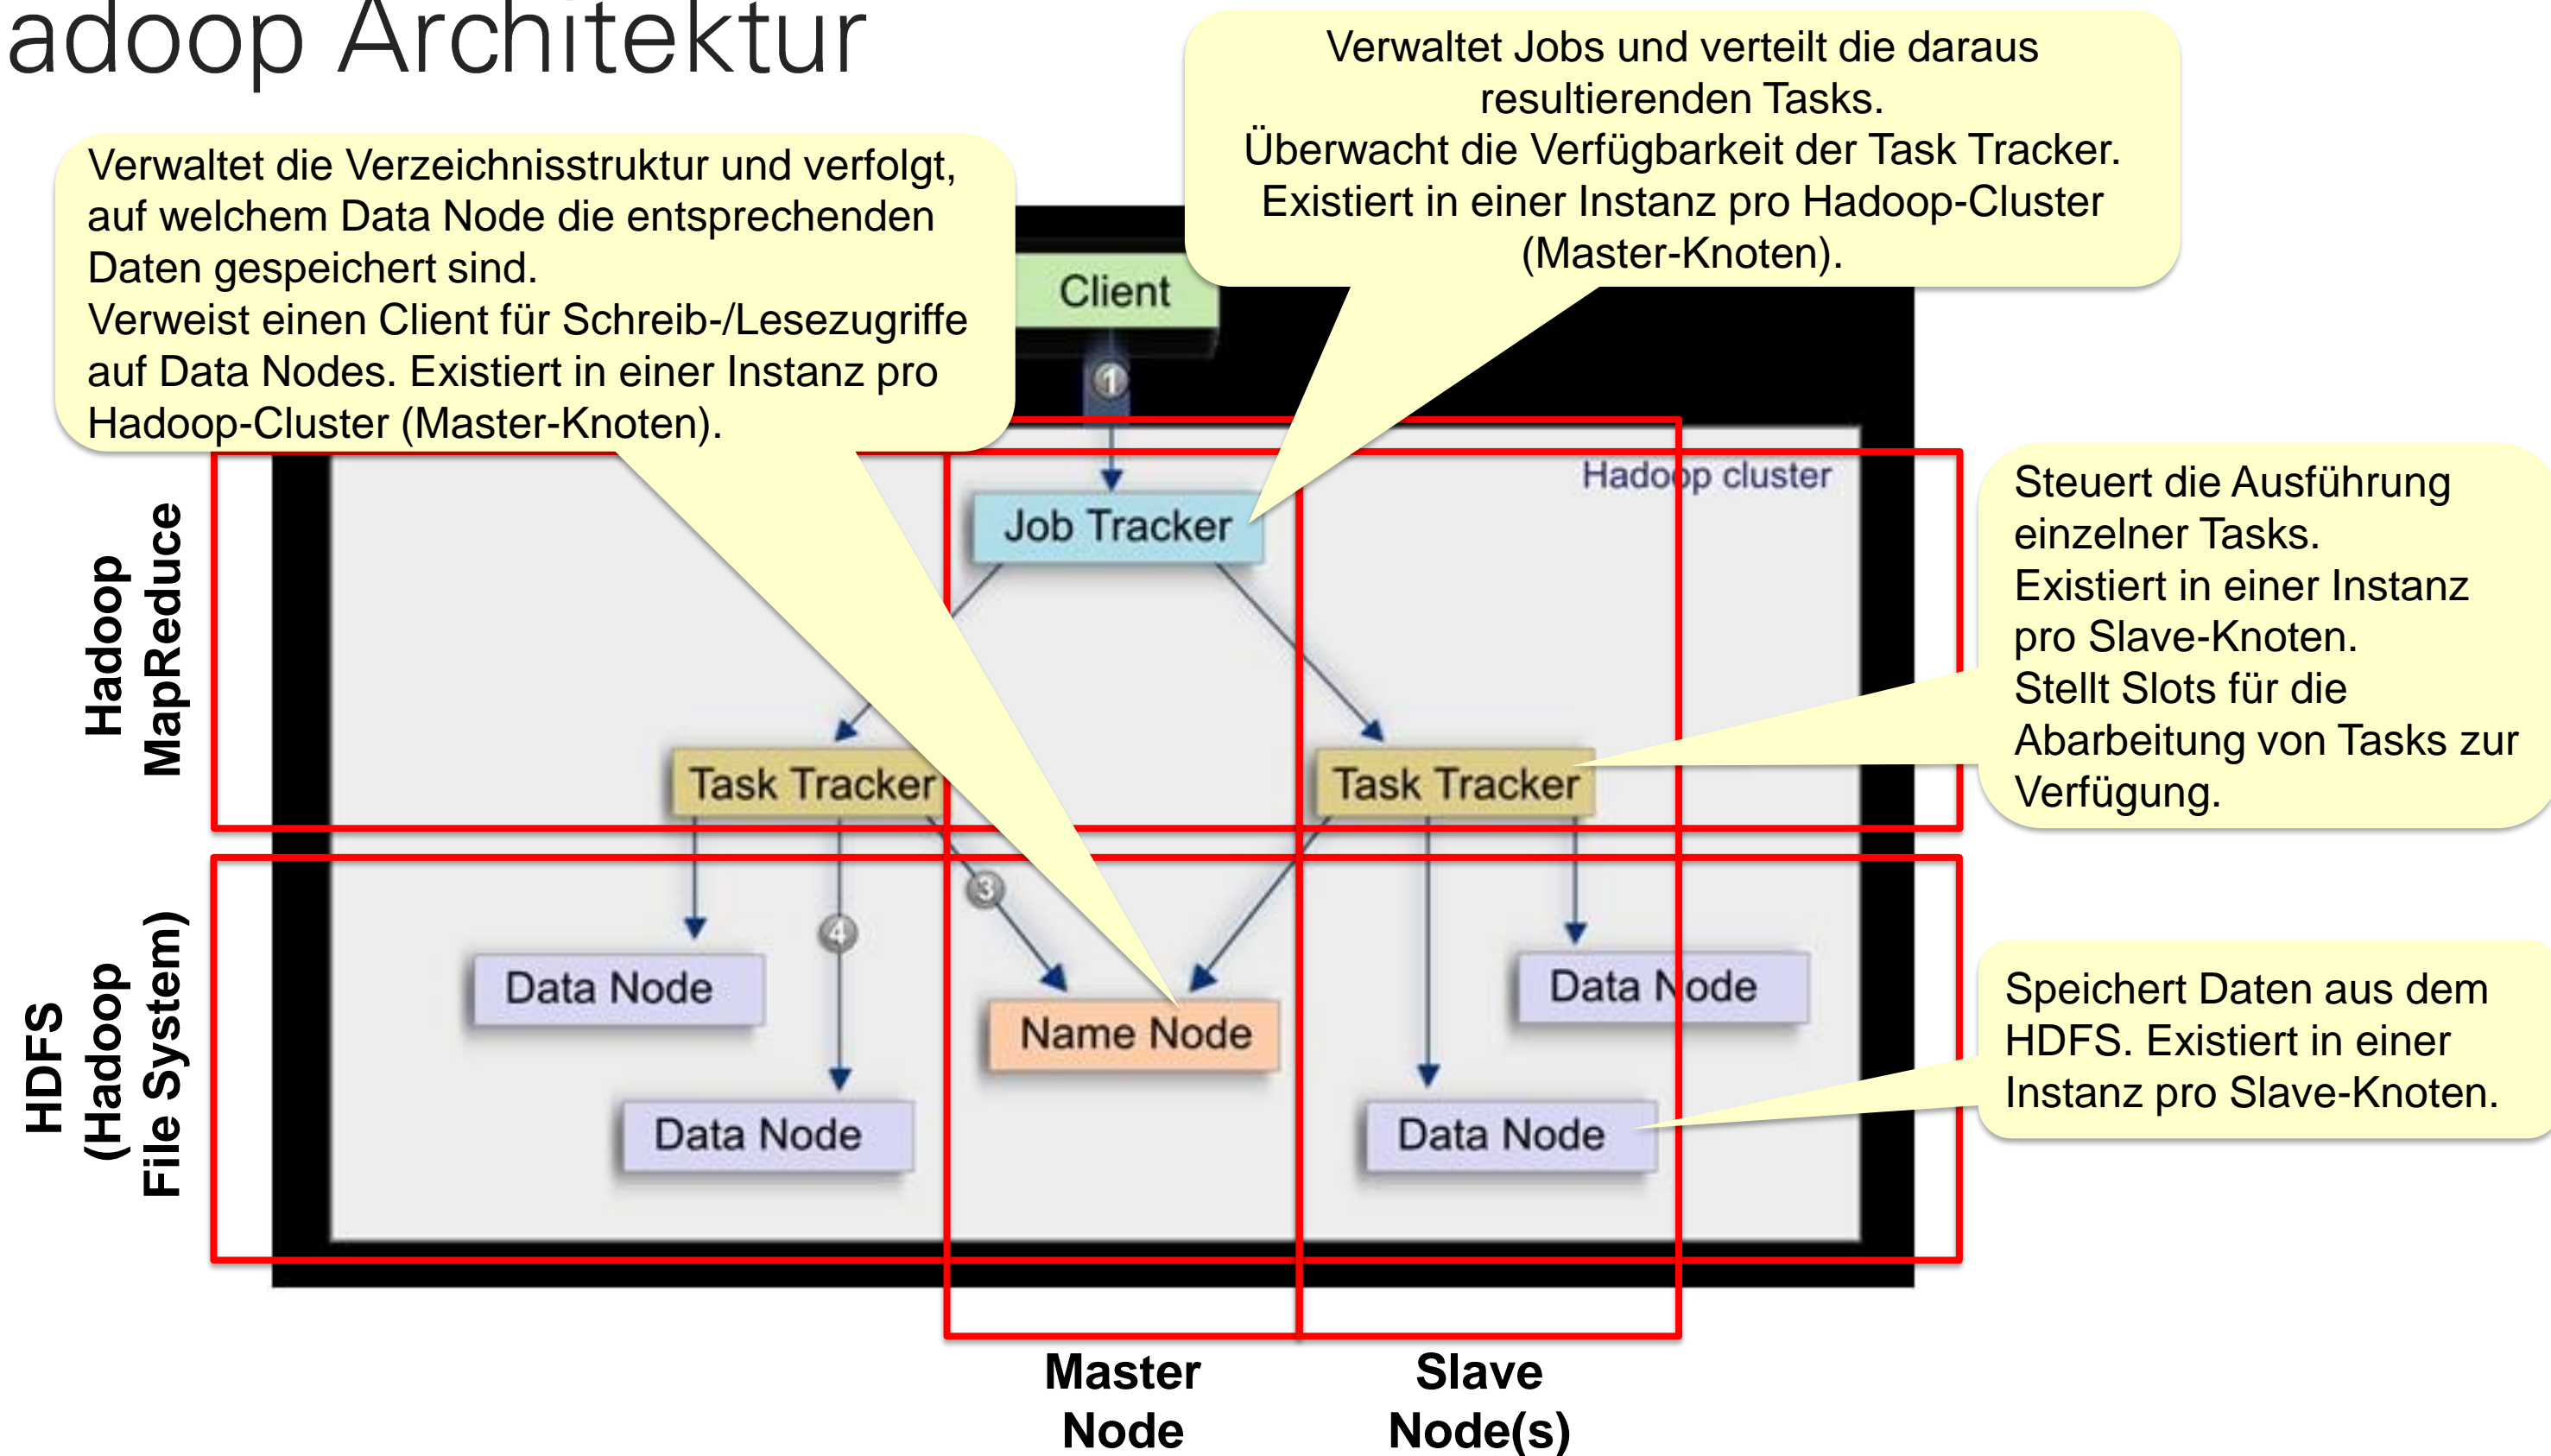 adoop Architektur
Verwaltet Jobs und verteilt die daraus
resultierenden Tasks.
Überwacht die Verfügbarkeit der Task Tracker.
Existiert in einer Instanz pro Hadoop-Cluster
(Master-Knoten).
Verwaltet die Verzeichnisstruktur und verfolgt,
auf welchem Data Node die entsprechenden
Daten gespeichert sind.
Verweist einen Client für Schreib-/Lesezugriffe
auf Data Nodes. Existiert in einer Instanz pro
Hadoop-Cluster (Master-Knoten).
Client
1
Hadoop cluster
Job Tracker
Hadoop
MapReduce
Steuert die Ausführung
einzelner Tasks.
Existiert in einer Instanz
pro Slave-Knoten.
Stellt Slots für die
Abarbeitung von Tasks zur
Verfügung.
Task Tracker
Task Tracker
3
4
HDFS
(Hadoop
File System)
Data Node
Data Node
Name Node
Data Node
Data Node
Speichert Daten aus dem
HDFS. Existiert in einer
Instanz pro Slave-Knoten.
Master
Node
Slave
Node(s)